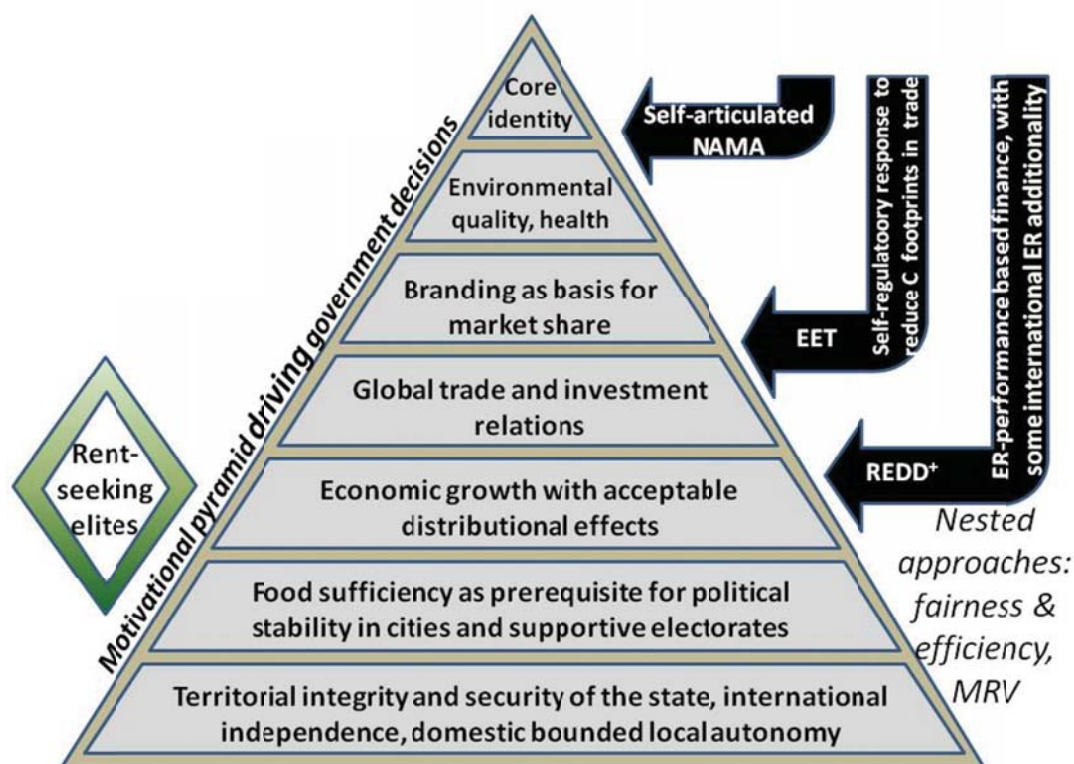 Core
identity
Environmental
quality, health
Branding as basis for
market share
Global trade and investment
relations
Economic growth with acceptable
distributional effects
Food sufficiency as prerequisite for political
stability in cities and supportive electorates
Territorial integrity and security of the state, international
independence, domestic bounded local autonomy
Motivational pyramid driving government decisions
Rent-
seeking
elites
Self-articulated
NAMA
EET
Self-regulatoory response to
reduce C footprints in trade
REDD⁺
ER-performance based finance, with
some international ER additionality
Nested
approaches:
fairness &
efficiency,
MRV